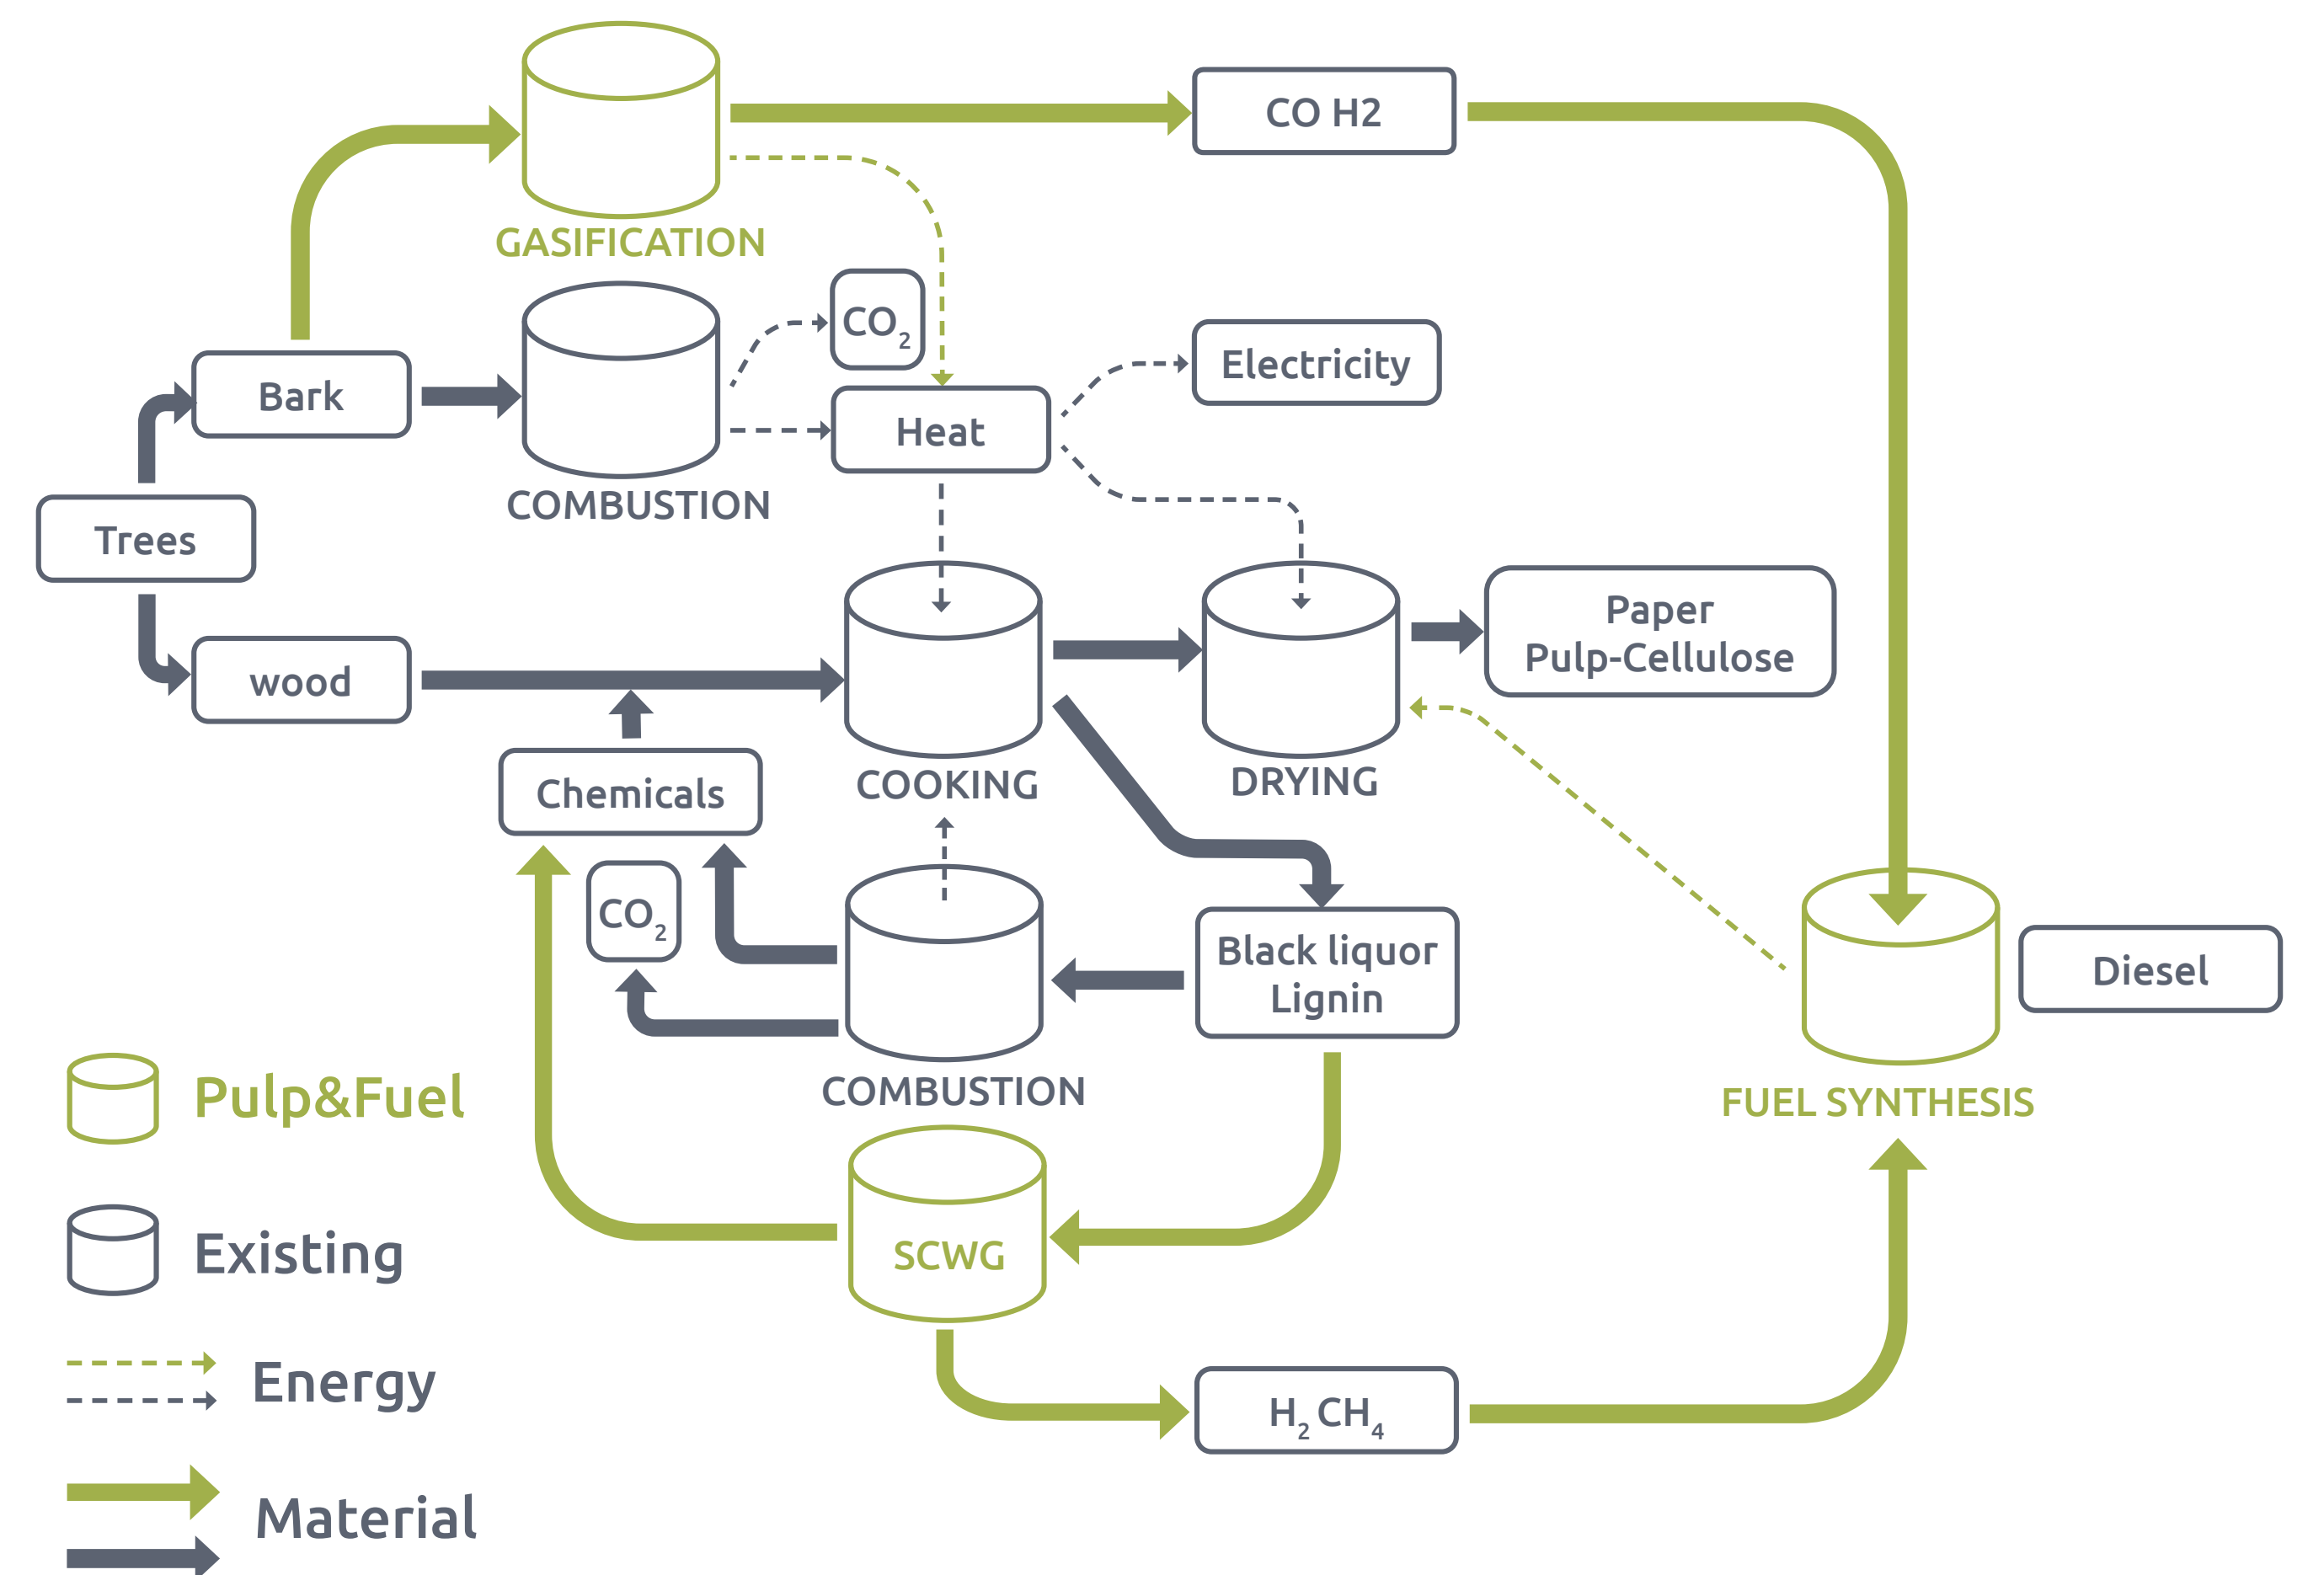 CO H2
GASIFICATION
CO₂
Electricity
Bark
Heat
COMBUSTION
Trees
Paper
Pulp-Cellulose
wood
Chemicals
COOKING
DRYING
CO₂
Black liquor
Lignin
Diesel
COMBUSTION
FUEL SYNTHESIS
Pulp&Fuel
SCWG
Existing
Energy
H₂ CH₄
Material